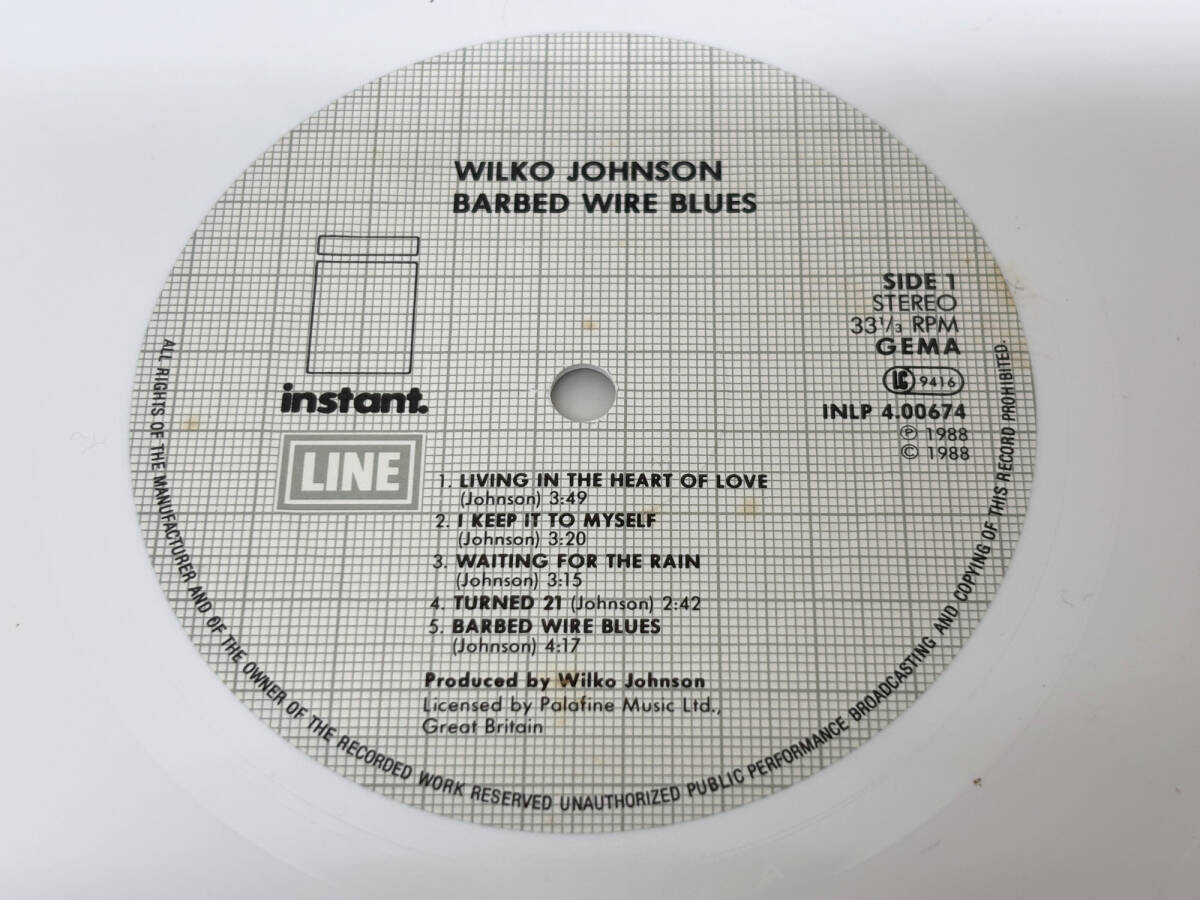 WILKO JOHNSON
BARBED WIRE BLUES
SIDE 1
STEREO
33 1/3 RPM
GEMA
LC 9416
INLP 4.00674
℗ 1988
© 1988
instant.
LINE
1. LIVING IN THE HEART OF LOVE
(Johnson) 3:49
2. I KEEP IT TO MYSELF
(Johnson) 3:20
3. WAITING FOR THE RAIN
(Johnson) 3:15
4. TURNED 21 (Johnson) 2:42
5. BARBED WIRE BLUES
(Johnson) 4:17
Produced by Wilko Johnson
Licensed by Palafine Music Ltd.,
Great Britain
ALL RIGHTS OF THE MANUFACTURER AND OF THE OWNER OF THE RECORDED WORK RESERVED UNAUTHORIZED PUBLIC PERFORMANCE BROADCASTING AND COPYING OF THIS RECORD PROHIBITED.